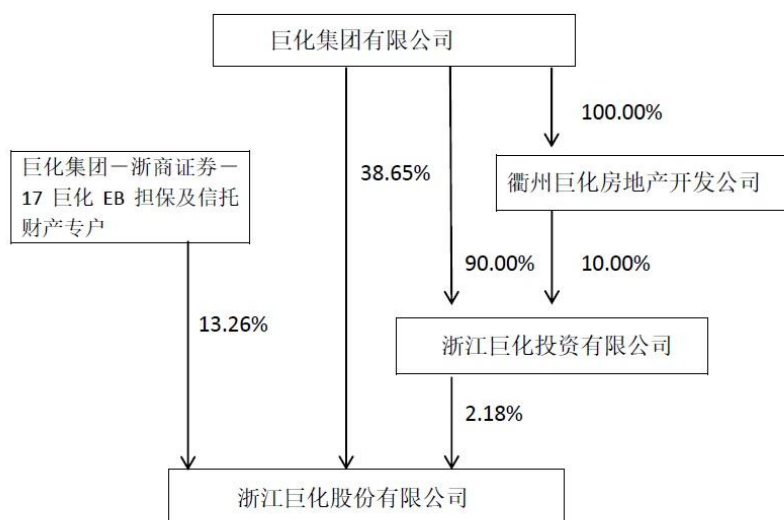 巨化集团有限公司
100.00%
巨化集团－浙商证券－
17 巨化 EB 担保及信托
财产专户
38.65%
衢州巨化房地产开发公司
90.00%
10.00%
13.26%
浙江巨化投资有限公司
2.18%
浙江巨化股份有限公司